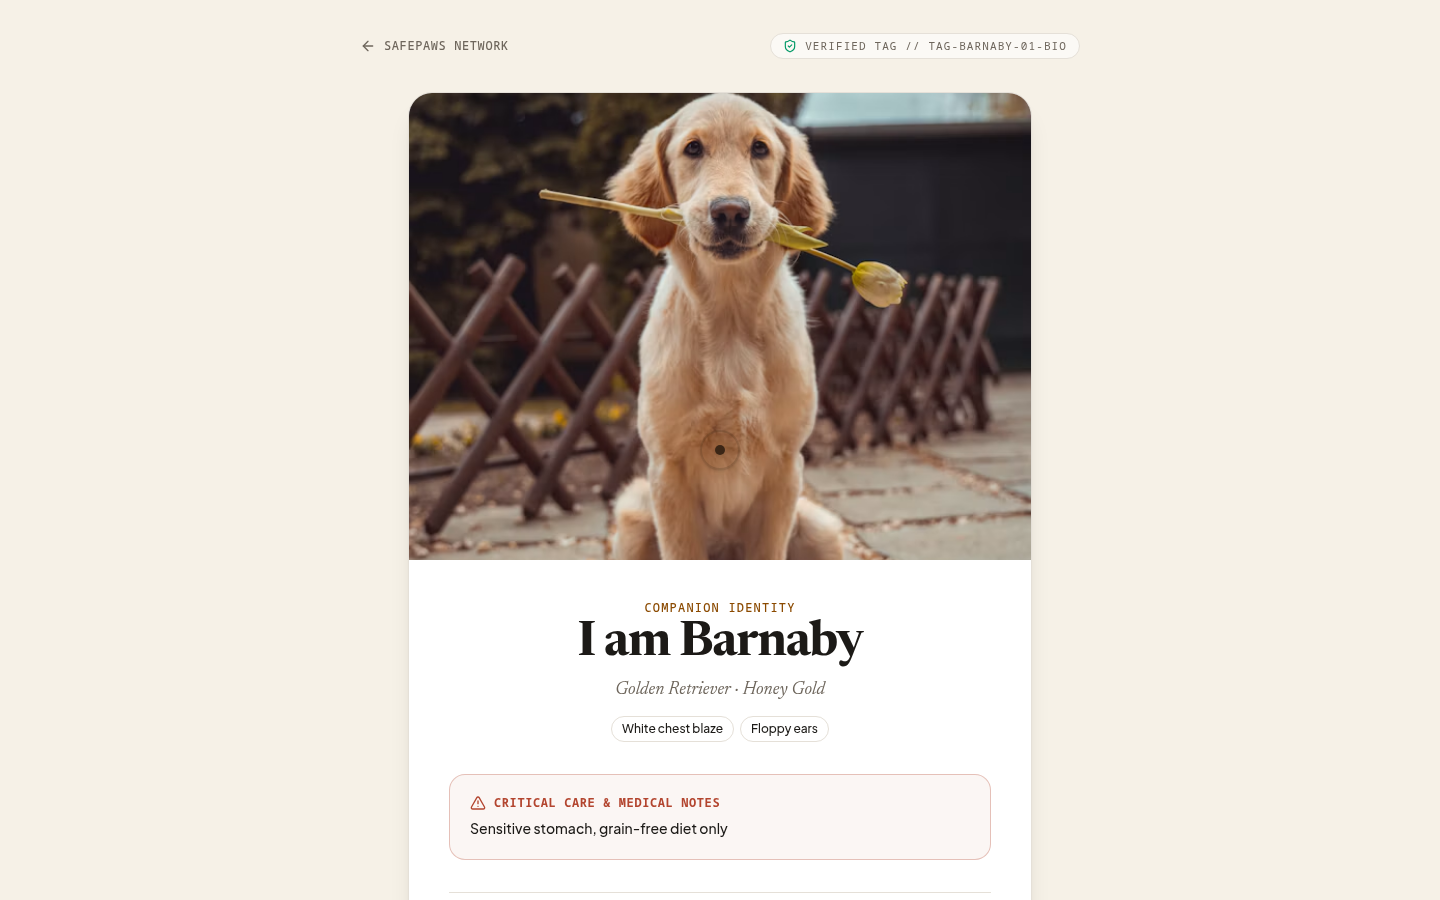 SAFEPAWS NETWORK
VERIFIED TAG // TAG-BARNABY-01-BIO
COMPANION IDENTITY
I am Barnaby
Golden Retriever · Honey Gold
White chest blaze
Floppy ears
CRITICAL CARE & MEDICAL NOTES
Sensitive stomach, grain-free diet only